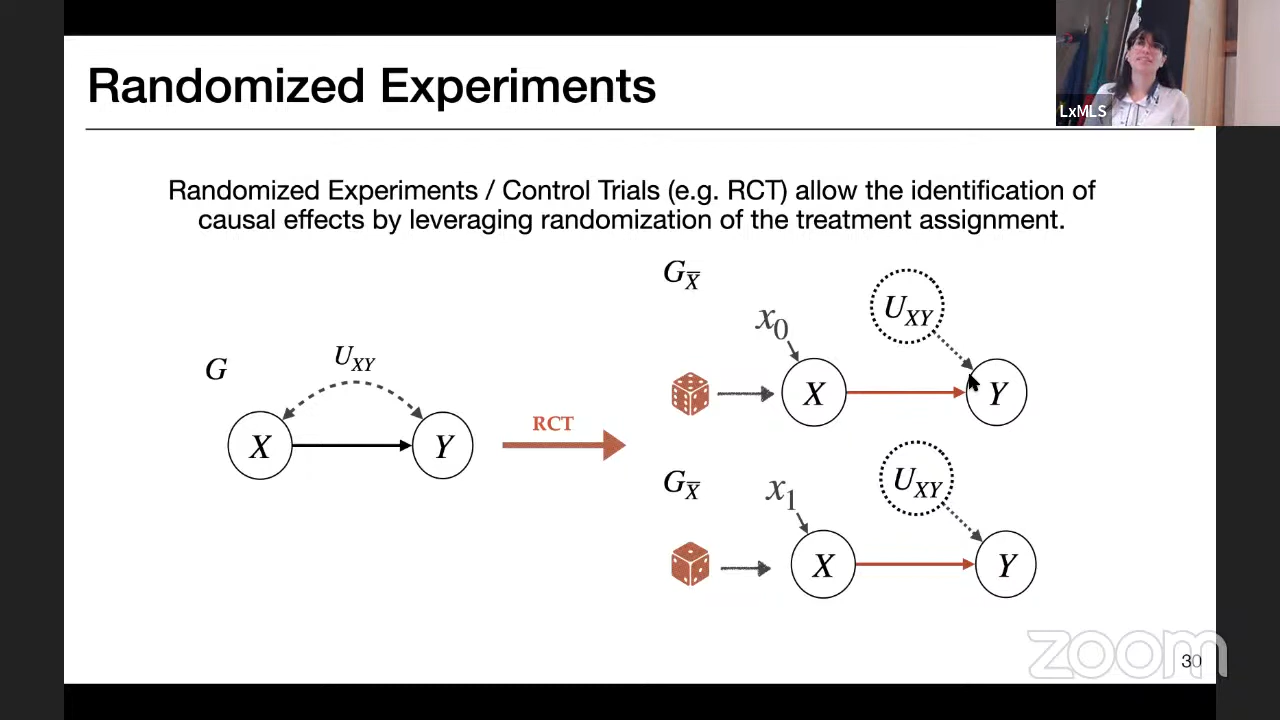 Randomized Experiments
LxMLS
Randomized Experiments / Control Trials (e.g. RCT) allow the identification of
causal effects by leveraging randomization of the treatment assignment.
G
U_XY
X
Y
RCT
G_X̅
x_0
U_XY
X
Y
G_X̅
x_1
U_XY
X
Y
zoom
30